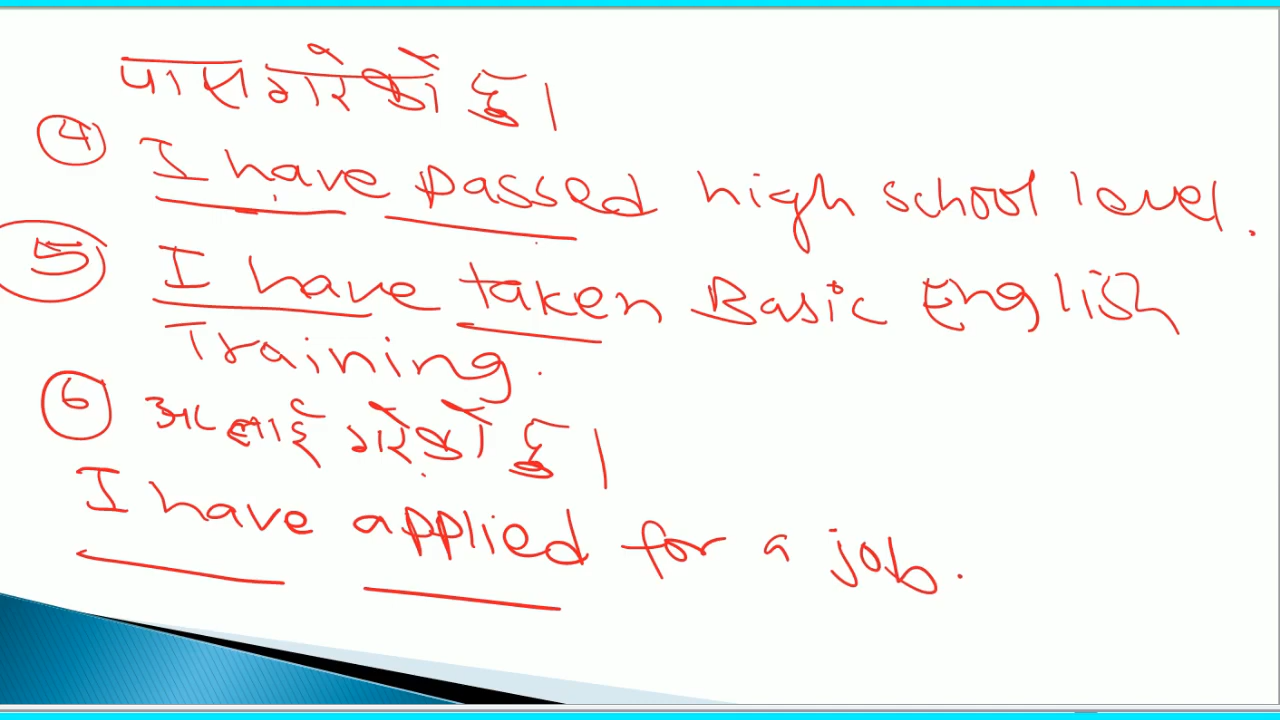 पास गरेको छु।
④ I have passed high school level.
⑤ I have taken Basic English
Training.
⑥ अप्लाई गरेको छु।
I have applied for a job.